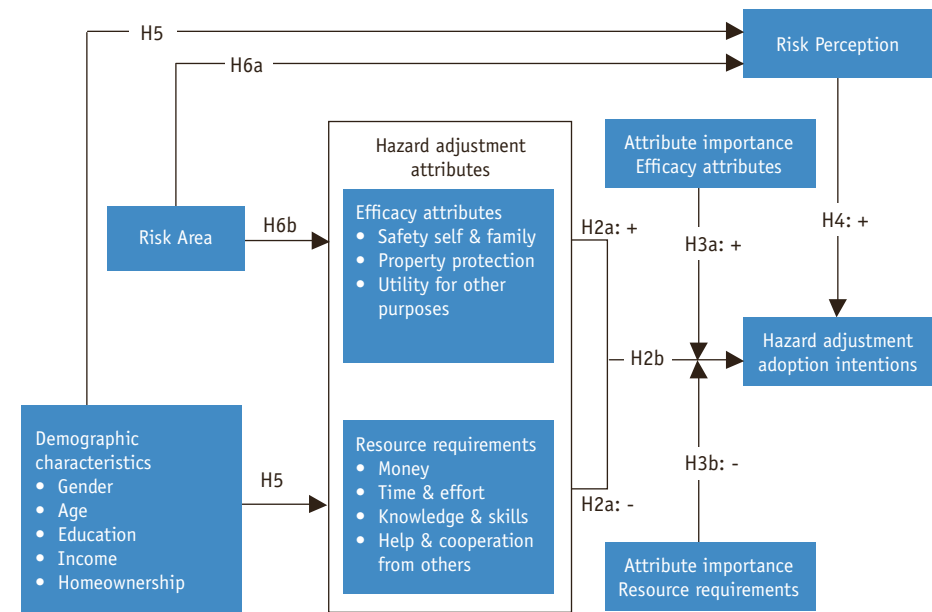 H5
Risk Perception
H6a
Hazard adjustment
attributes
Attribute importance
Efficacy attributes
Efficacy attributes
• Safety self & family
• Property protection
• Utility for other
purposes
Risk Area
H6b
H2a: +
H3a: +
H4: +
H2b
Hazard adjustment
adoption intentions
Demographic
characteristics
• Gender
• Age
• Education
• Income
• Homeownership
H5
Resource requirements
• Money
• Time & effort
• Knowledge & skills
• Help & cooperation
from others
H2a: -
H3b: -
Attribute importance
Resource requirements